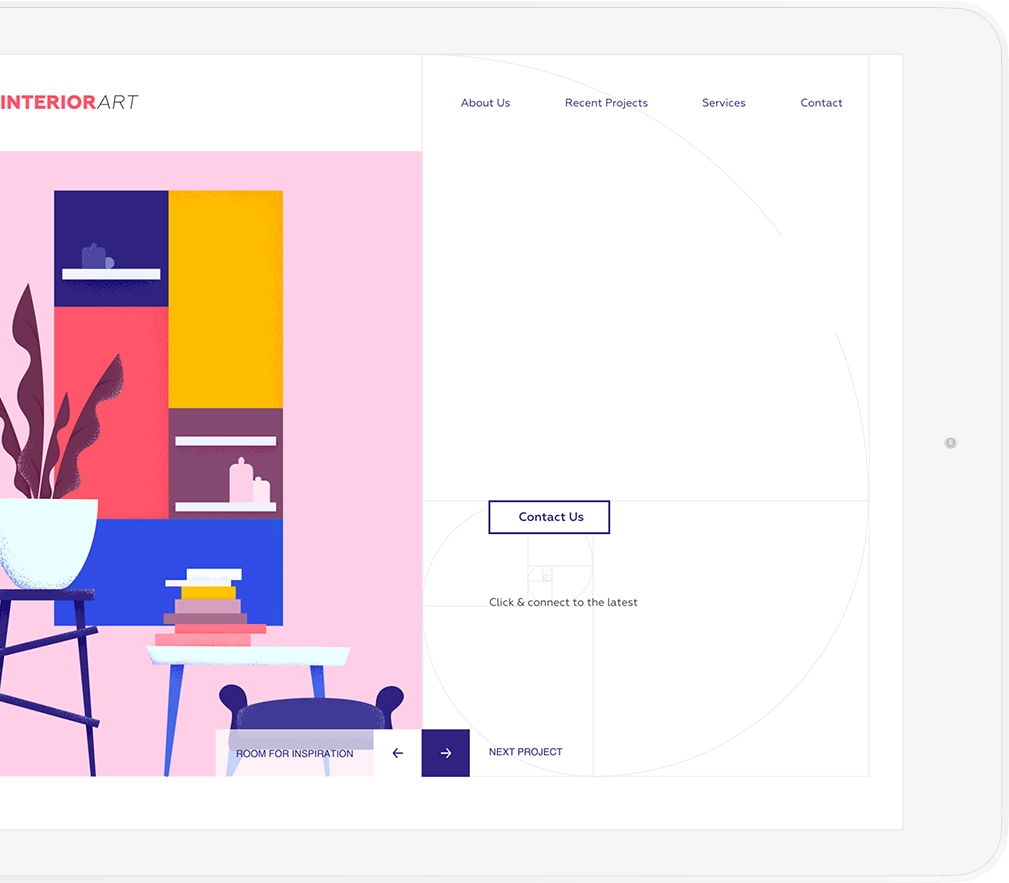 INTERIORART
About Us
Recent Projects
Services
Contact
Contact Us
Click & connect to the latest
ROOM FOR INSPIRATION
NEXT PROJECT